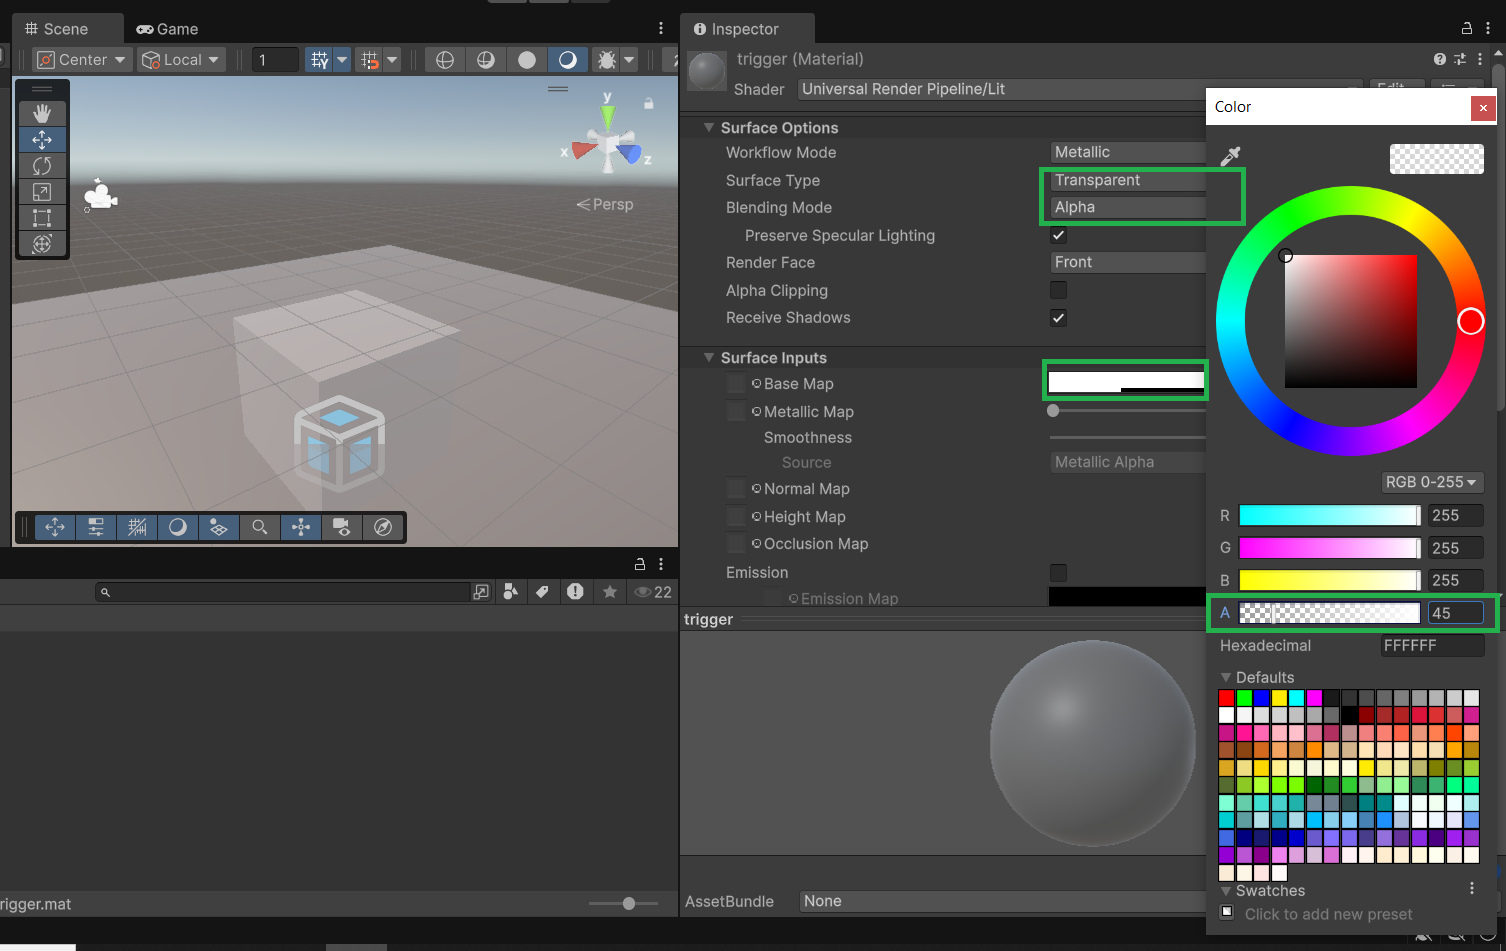 Scene
Game
Center
Local
1
y
x
z
Persp
22
rigger.mat
Inspector
trigger (Material)
Shader
Universal Render Pipeline/Lit
Surface Options
Workflow Mode
Metallic
Surface Type
Transparent
Blending Mode
Alpha
Preserve Specular Lighting
Render Face
Front
Alpha Clipping
Receive Shadows
Surface Inputs
Base Map
Metallic Map
Smoothness
Source
Metallic Alpha
Normal Map
Height Map
Occlusion Map
Emission
Emission Map
trigger
AssetBundle
None
Color
RGB 0-255
R
255
G
255
B
255
A
45
Hexadecimal
FFFFFF
Defaults
Swatches
Click to add new preset